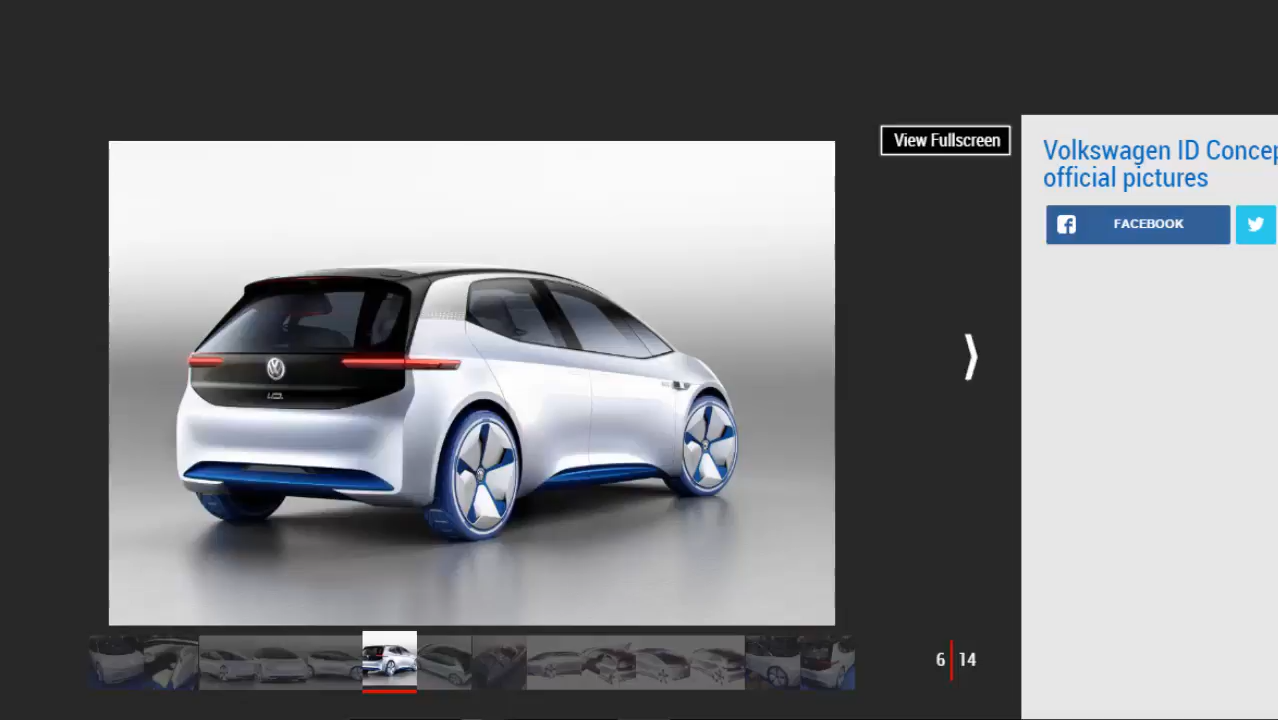 View Fullscreen
Volkswagen ID Concep
official pictures
FACEBOOK
I.D.
6 | 14